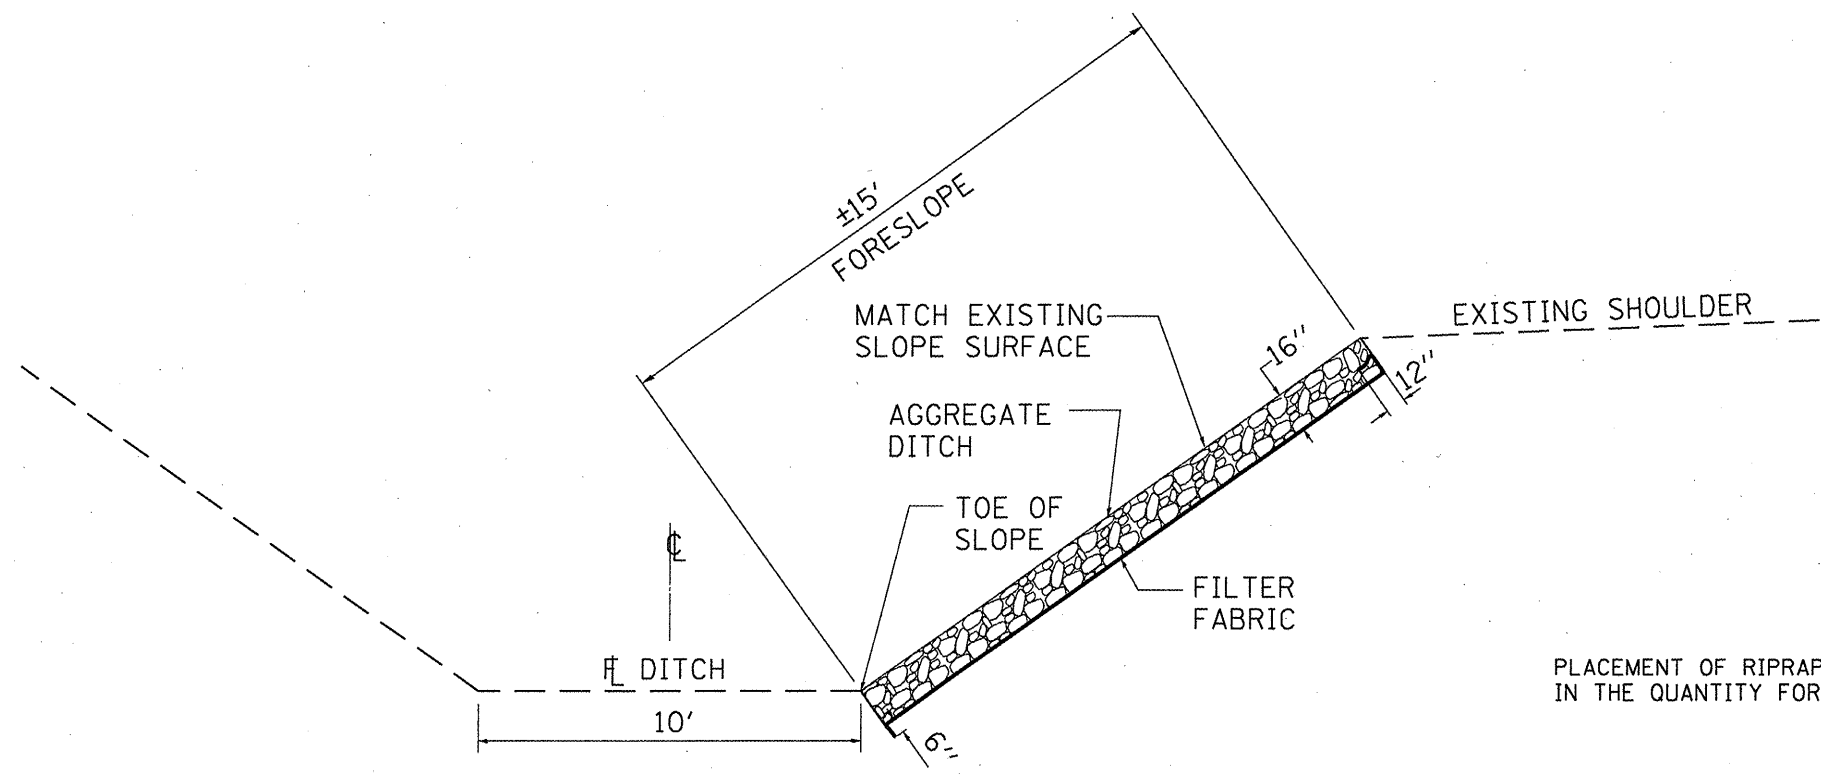 ±15'
FORESLOPE
MATCH EXISTING
SLOPE SURFACE
16"
EXISTING SHOULDER
12"
AGGREGATE
DITCH
TOE OF
SLOPE
℄
FILTER
FABRIC
FL DITCH
10'
6"
PLACEMENT OF RIPRAP
IN THE QUANTITY FOR